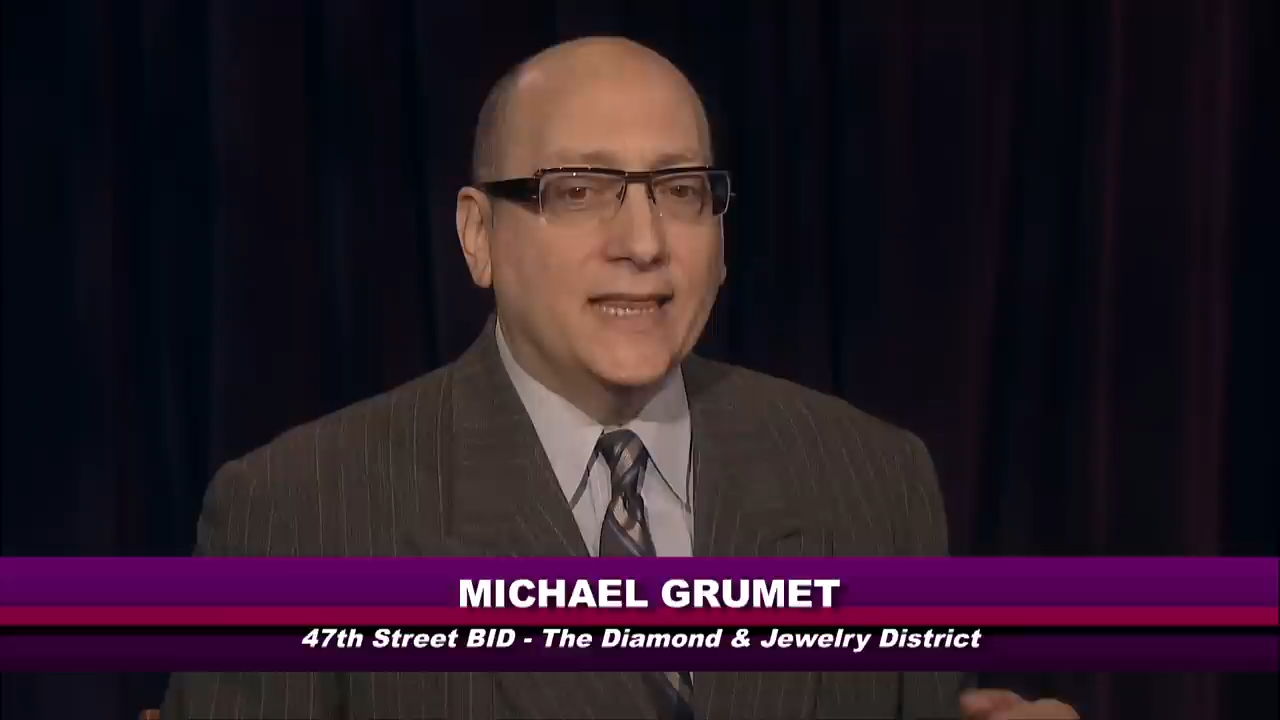 MICHAEL GRUMET
47th Street BID - The Diamond & Jewelry District